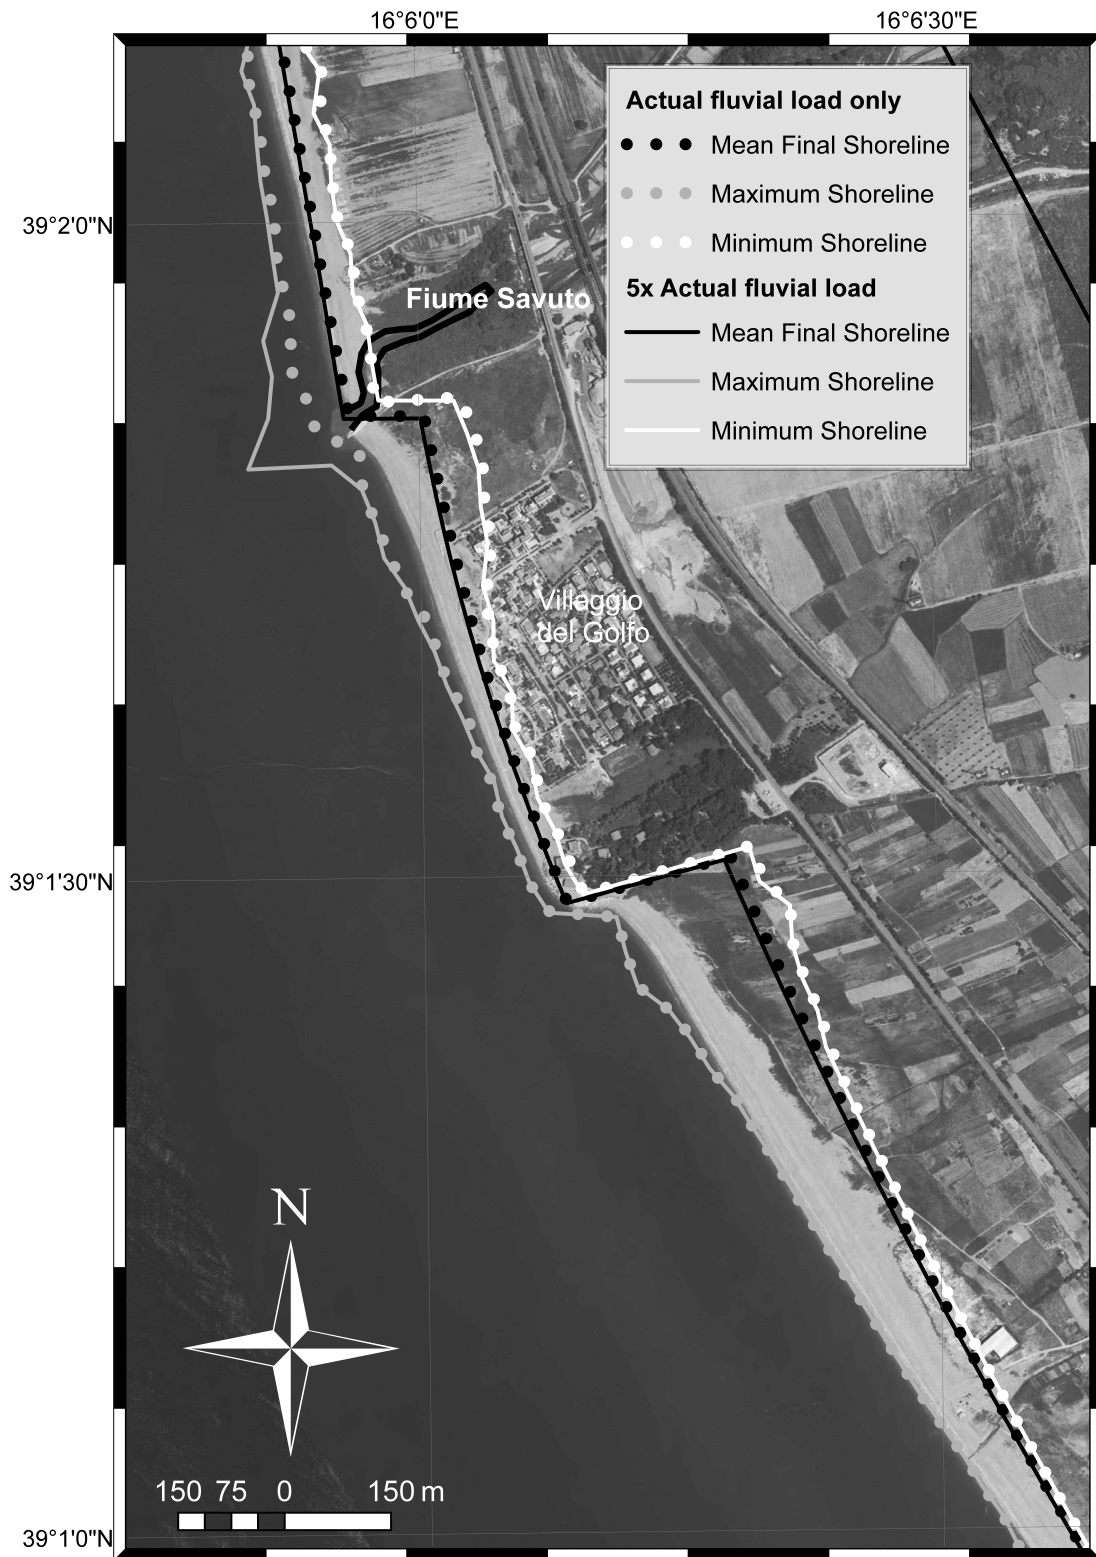 16°6'0"E
16°6'30"E
39°2'0"N
39°1'30"N
39°1'0"N
Actual fluvial load only
Mean Final Shoreline
Maximum Shoreline
Minimum Shoreline
5x Actual fluvial load
Mean Final Shoreline
Maximum Shoreline
Minimum Shoreline
Fiume Savuto
Villaggio
del Golfo
N
150 75 0 150 m